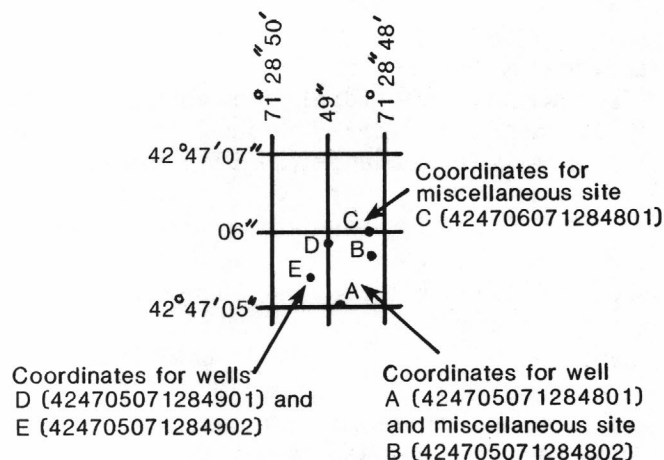 71° 28″ 50′
49″
71° 28″ 48′
42°47′07″
Coordinates for
miscellaneous site
C (424706071284801)
06″
C
D
B
E
A
42°47′05″
Coordinates for wells
D (424705071284901) and
E (424705071284902)
Coordinates for well
A (424705071284801)
and miscellaneous site
B (424705071284802)